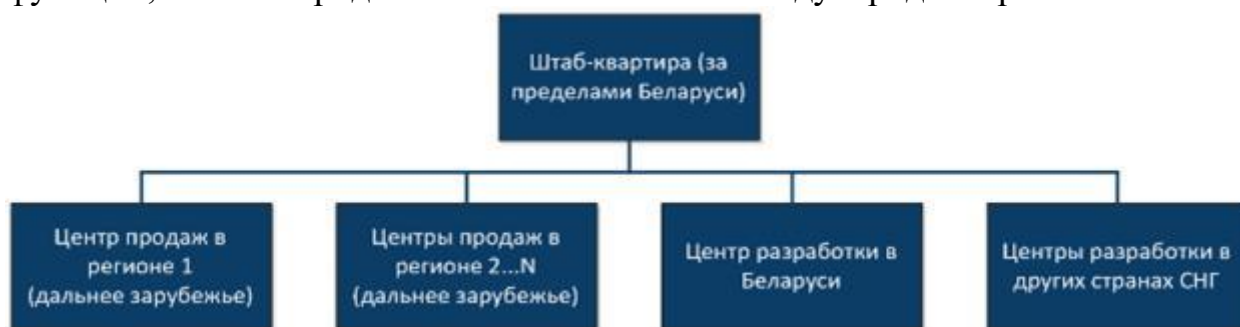 Штаб-квартира (за
пределами Беларуси)
Центр продаж в
регионе 1
(дальнее зарубежье)
Центры продаж в
регионе 2...N
(дальнее зарубежье)
Центр разработки в
Беларуси
Центры разработки в
других странах СНГ